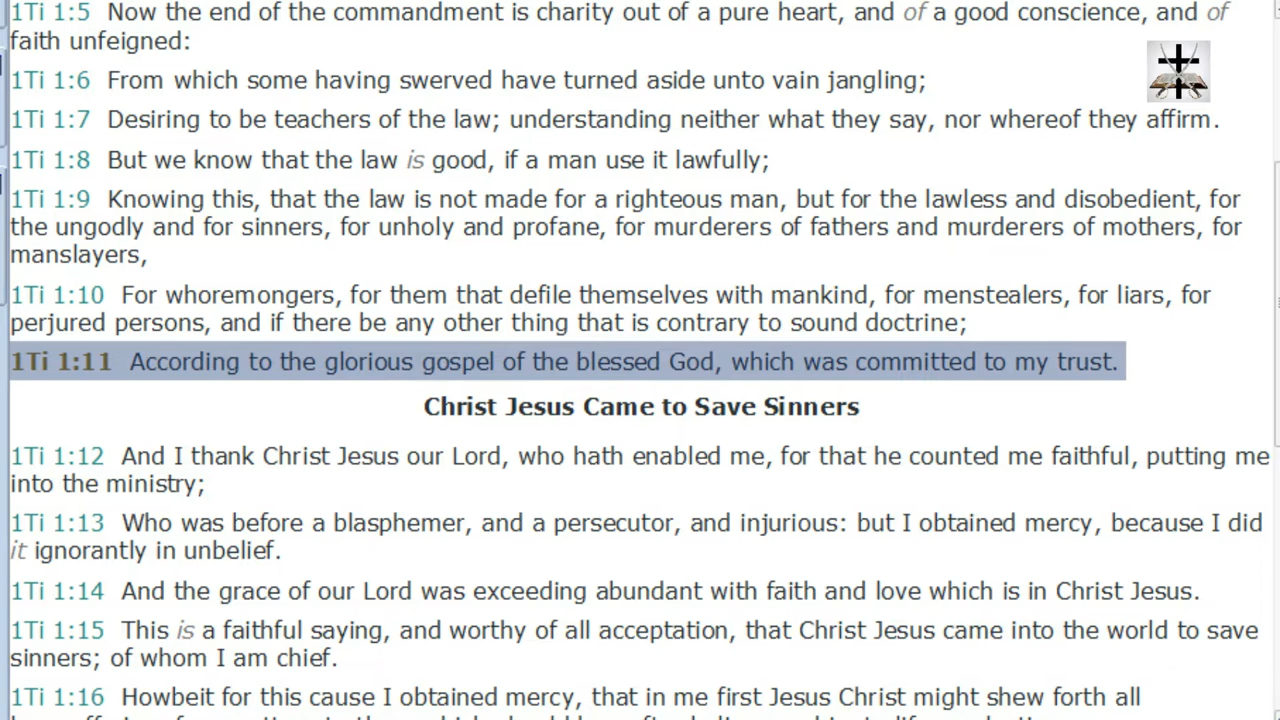 1Ti 1:5 Now the end of the commandment is charity out of a pure heart, and of a good conscience, and of
faith unfeigned:
1Ti 1:6 From which some having swerved have turned aside unto vain jangling;
1Ti 1:7 Desiring to be teachers of the law; understanding neither what they say, nor whereof they affirm.
1Ti 1:8 But we know that the law is good, if a man use it lawfully;
1Ti 1:9 Knowing this, that the law is not made for a righteous man, but for the lawless and disobedient, for
the ungodly and for sinners, for unholy and profane, for murderers of fathers and murderers of mothers, for
manslayers,
1Ti 1:10 For whoremongers, for them that defile themselves with mankind, for menstealers, for liars, for
perjured persons, and if there be any other thing that is contrary to sound doctrine;
1Ti 1:11 According to the glorious gospel of the blessed God, which was committed to my trust.
Christ Jesus Came to Save Sinners
1Ti 1:12 And I thank Christ Jesus our Lord, who hath enabled me, for that he counted me faithful, putting me
into the ministry;
1Ti 1:13 Who was before a blasphemer, and a persecutor, and injurious: but I obtained mercy, because I did
it ignorantly in unbelief.
1Ti 1:14 And the grace of our Lord was exceeding abundant with faith and love which is in Christ Jesus.
1Ti 1:15 This is a faithful saying, and worthy of all acceptation, that Christ Jesus came into the world to save
sinners; of whom I am chief.
1Ti 1:16 Howbeit for this cause I obtained mercy, that in me first Jesus Christ might shew forth all